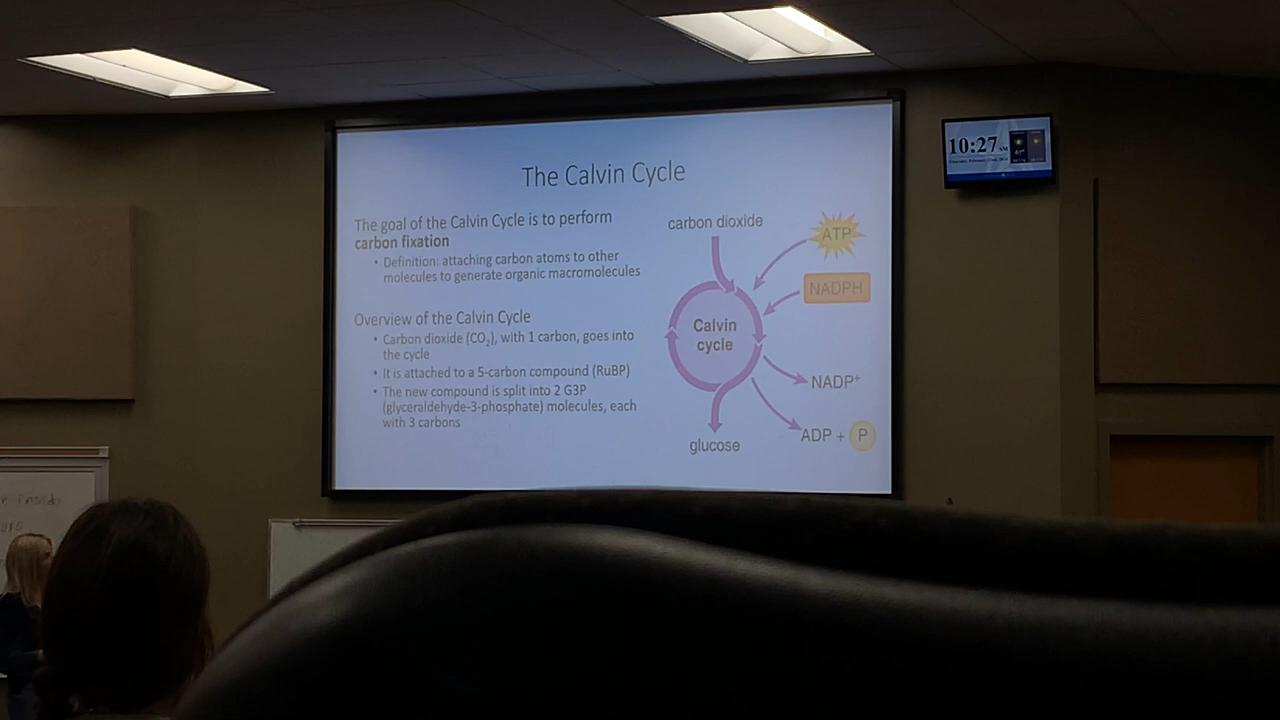 The Calvin Cycle
The goal of the Calvin Cycle is to perform
carbon fixation
• Definition: attaching carbon atoms to other
molecules to generate organic macromolecules
Overview of the Calvin Cycle
• Carbon dioxide (CO₂), with 1 carbon, goes into
the cycle
• It is attached to a 5-carbon compound (RuBP)
• The new compound is split into 2 G3P
(glyceraldehyde-3-phosphate) molecules, each
with 3 carbons
carbon dioxide
ATP
NADPH
Calvin
cycle
NADP⁺
ADP + P
glucose
10:27 AM
inside